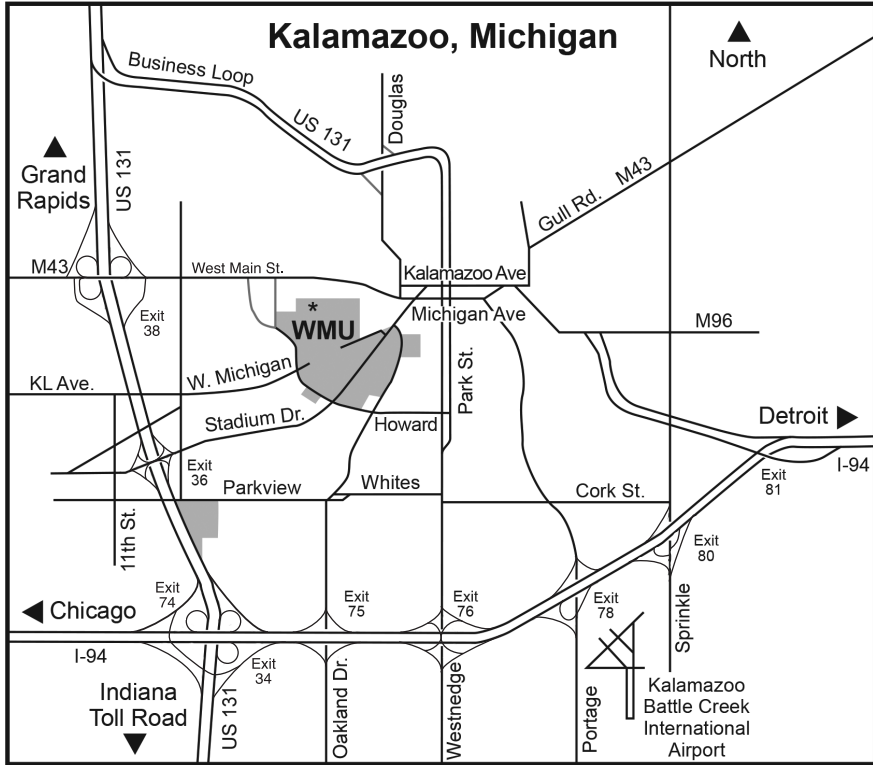 Kalamazoo, Michigan
North
Business Loop
US 131
Douglas
Grand
Rapids
US 131
Gull Rd. M43
M43
West Main St.
Kalamazoo Ave
Exit
38
*
WMU
Michigan Ave
M96
KL Ave.
W. Michigan
Park St.
Stadium Dr.
Howard
Detroit
I-94
Exit
36
Parkview
Whites
Cork St.
Exit
81
11th St.
Exit
80
Exit
74
Exit
75
Exit
76
Exit
78
Chicago
I-94
Exit
34
Sprinkle
Indiana
Toll Road
US 131
Oakland Dr.
Westnedge
Portage
Kalamazoo
Battle Creek
International
Airport